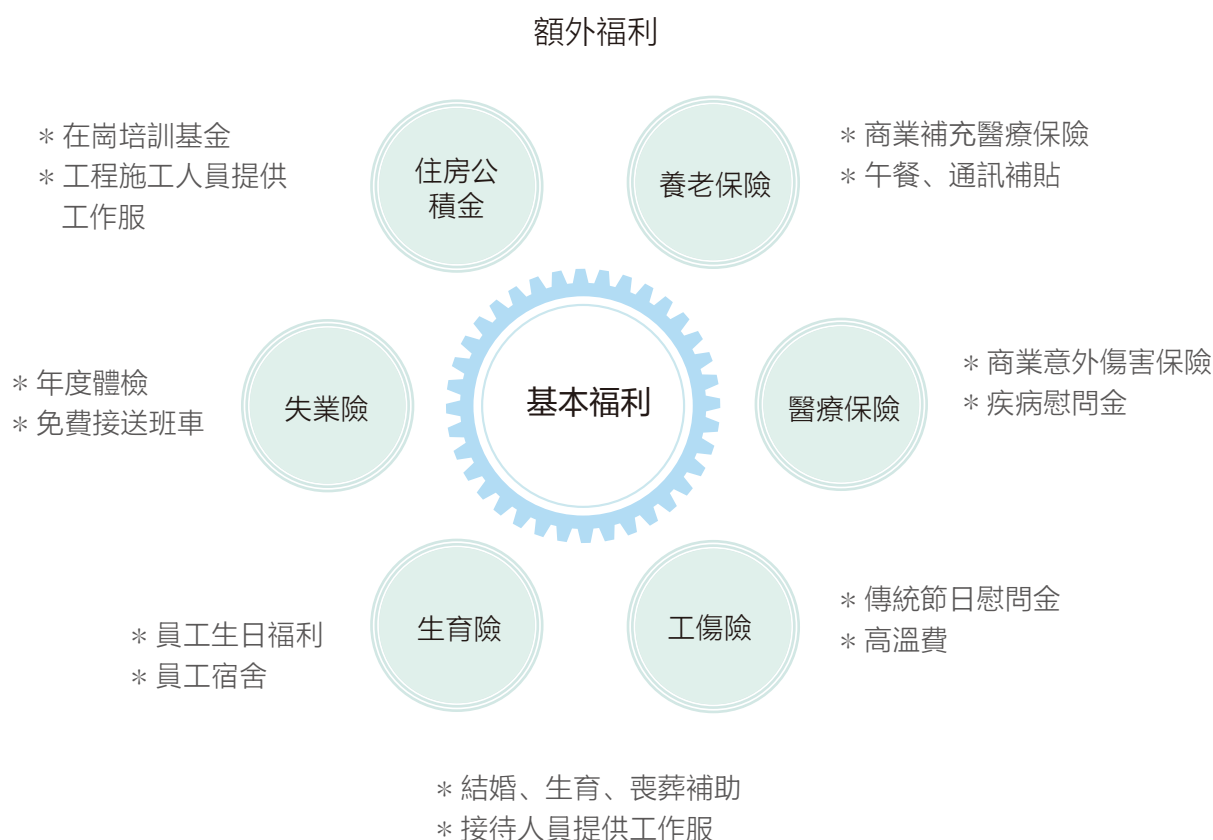 額外福利
＊在崗培訓基金
＊工程施工人員提供
工作服
住房公
積金
養老保險
＊商業補充醫療保險
＊午餐、通訊補貼
＊年度體檢
＊免費接送班車
失業險
基本福利
醫療保險
＊商業意外傷害保險
＊疾病慰問金
＊員工生日福利
＊員工宿舍
生育險
工傷險
＊傳統節日慰問金
＊高溫費
＊結婚、生育、喪葬補助
＊接待人員提供工作服